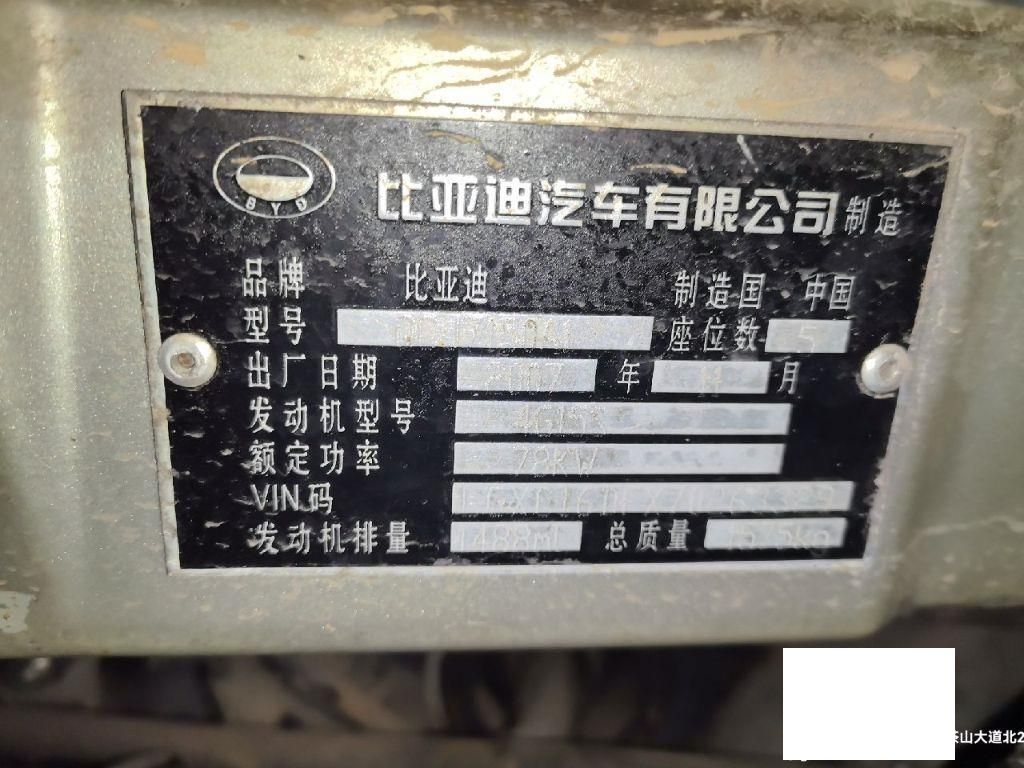 BYD
比亚迪汽车有限公司制造
品牌 比亚迪 制造国 中国
型号 座位数 5
出厂日期 2007 年 月
发动机型号
额定功率 78KW
VIN码
发动机排量 1488ml 总质量
泰山大道北2